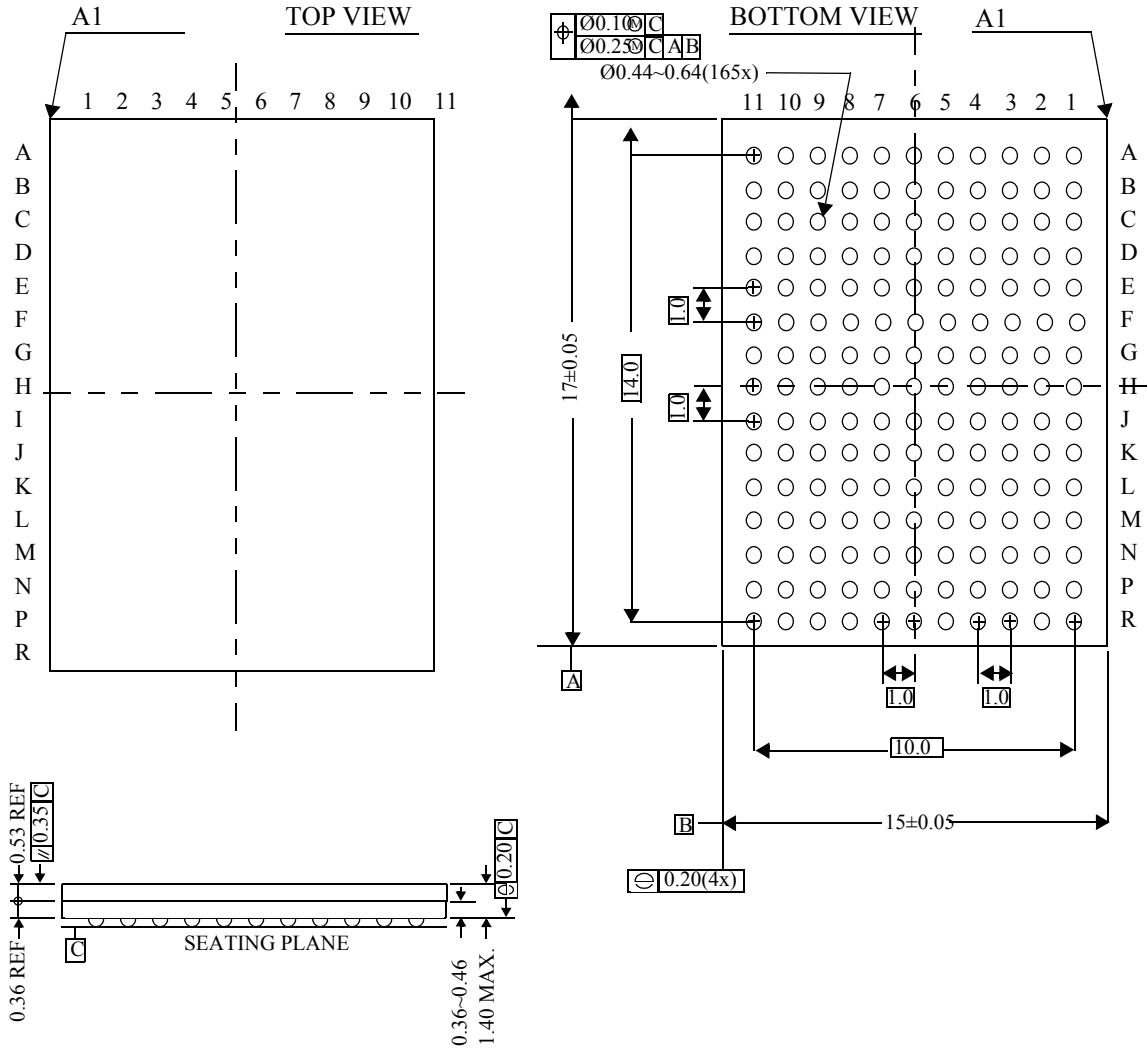 A1
TOP VIEW
1 2 3 4 5 6 7 8 9 10 11
A
B
C
D
E
F
G
H
I
J
K
L
M
N
P
R
BOTTOM VIEW
A1
Ø0.10Ⓜ C
Ø0.25Ⓜ C A B
Ø0.44~0.64(165x)
11 10 9 8 7 6 5 4 3 2 1
A
B
C
D
E
F
G
H
J
K
L
M
N
P
R
17±0.05
14.0
1.0
1.0
A
1.0
1.0
10.0
B
15±0.05
0.20(4x)
0.53 REF
// 0.35 C
0.36 REF
C
SEATING PLANE
0.20 C
0.36~0.46
1.40 MAX.